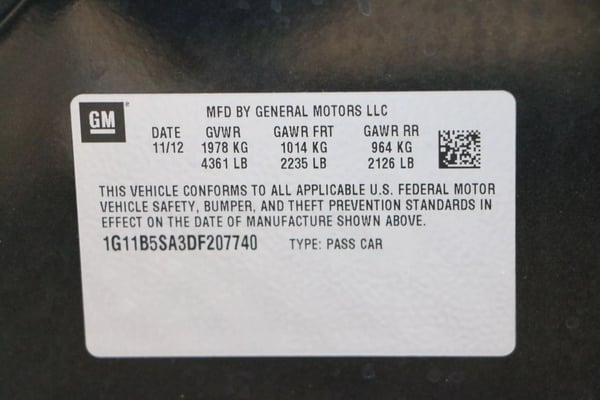 GM
MFD BY GENERAL MOTORS LLC
DATE GVWR GAWR FRT GAWR RR
11/12 1978 KG 1014 KG 964 KG
4361 LB 2235 LB 2126 LB
THIS VEHICLE CONFORMS TO ALL APPLICABLE U.S. FEDERAL MOTOR
VEHICLE SAFETY, BUMPER, AND THEFT PREVENTION STANDARDS IN
EFFECT ON THE DATE OF MANUFACTURE SHOWN ABOVE.
1G11B5SA3DF207740 TYPE: PASS CAR